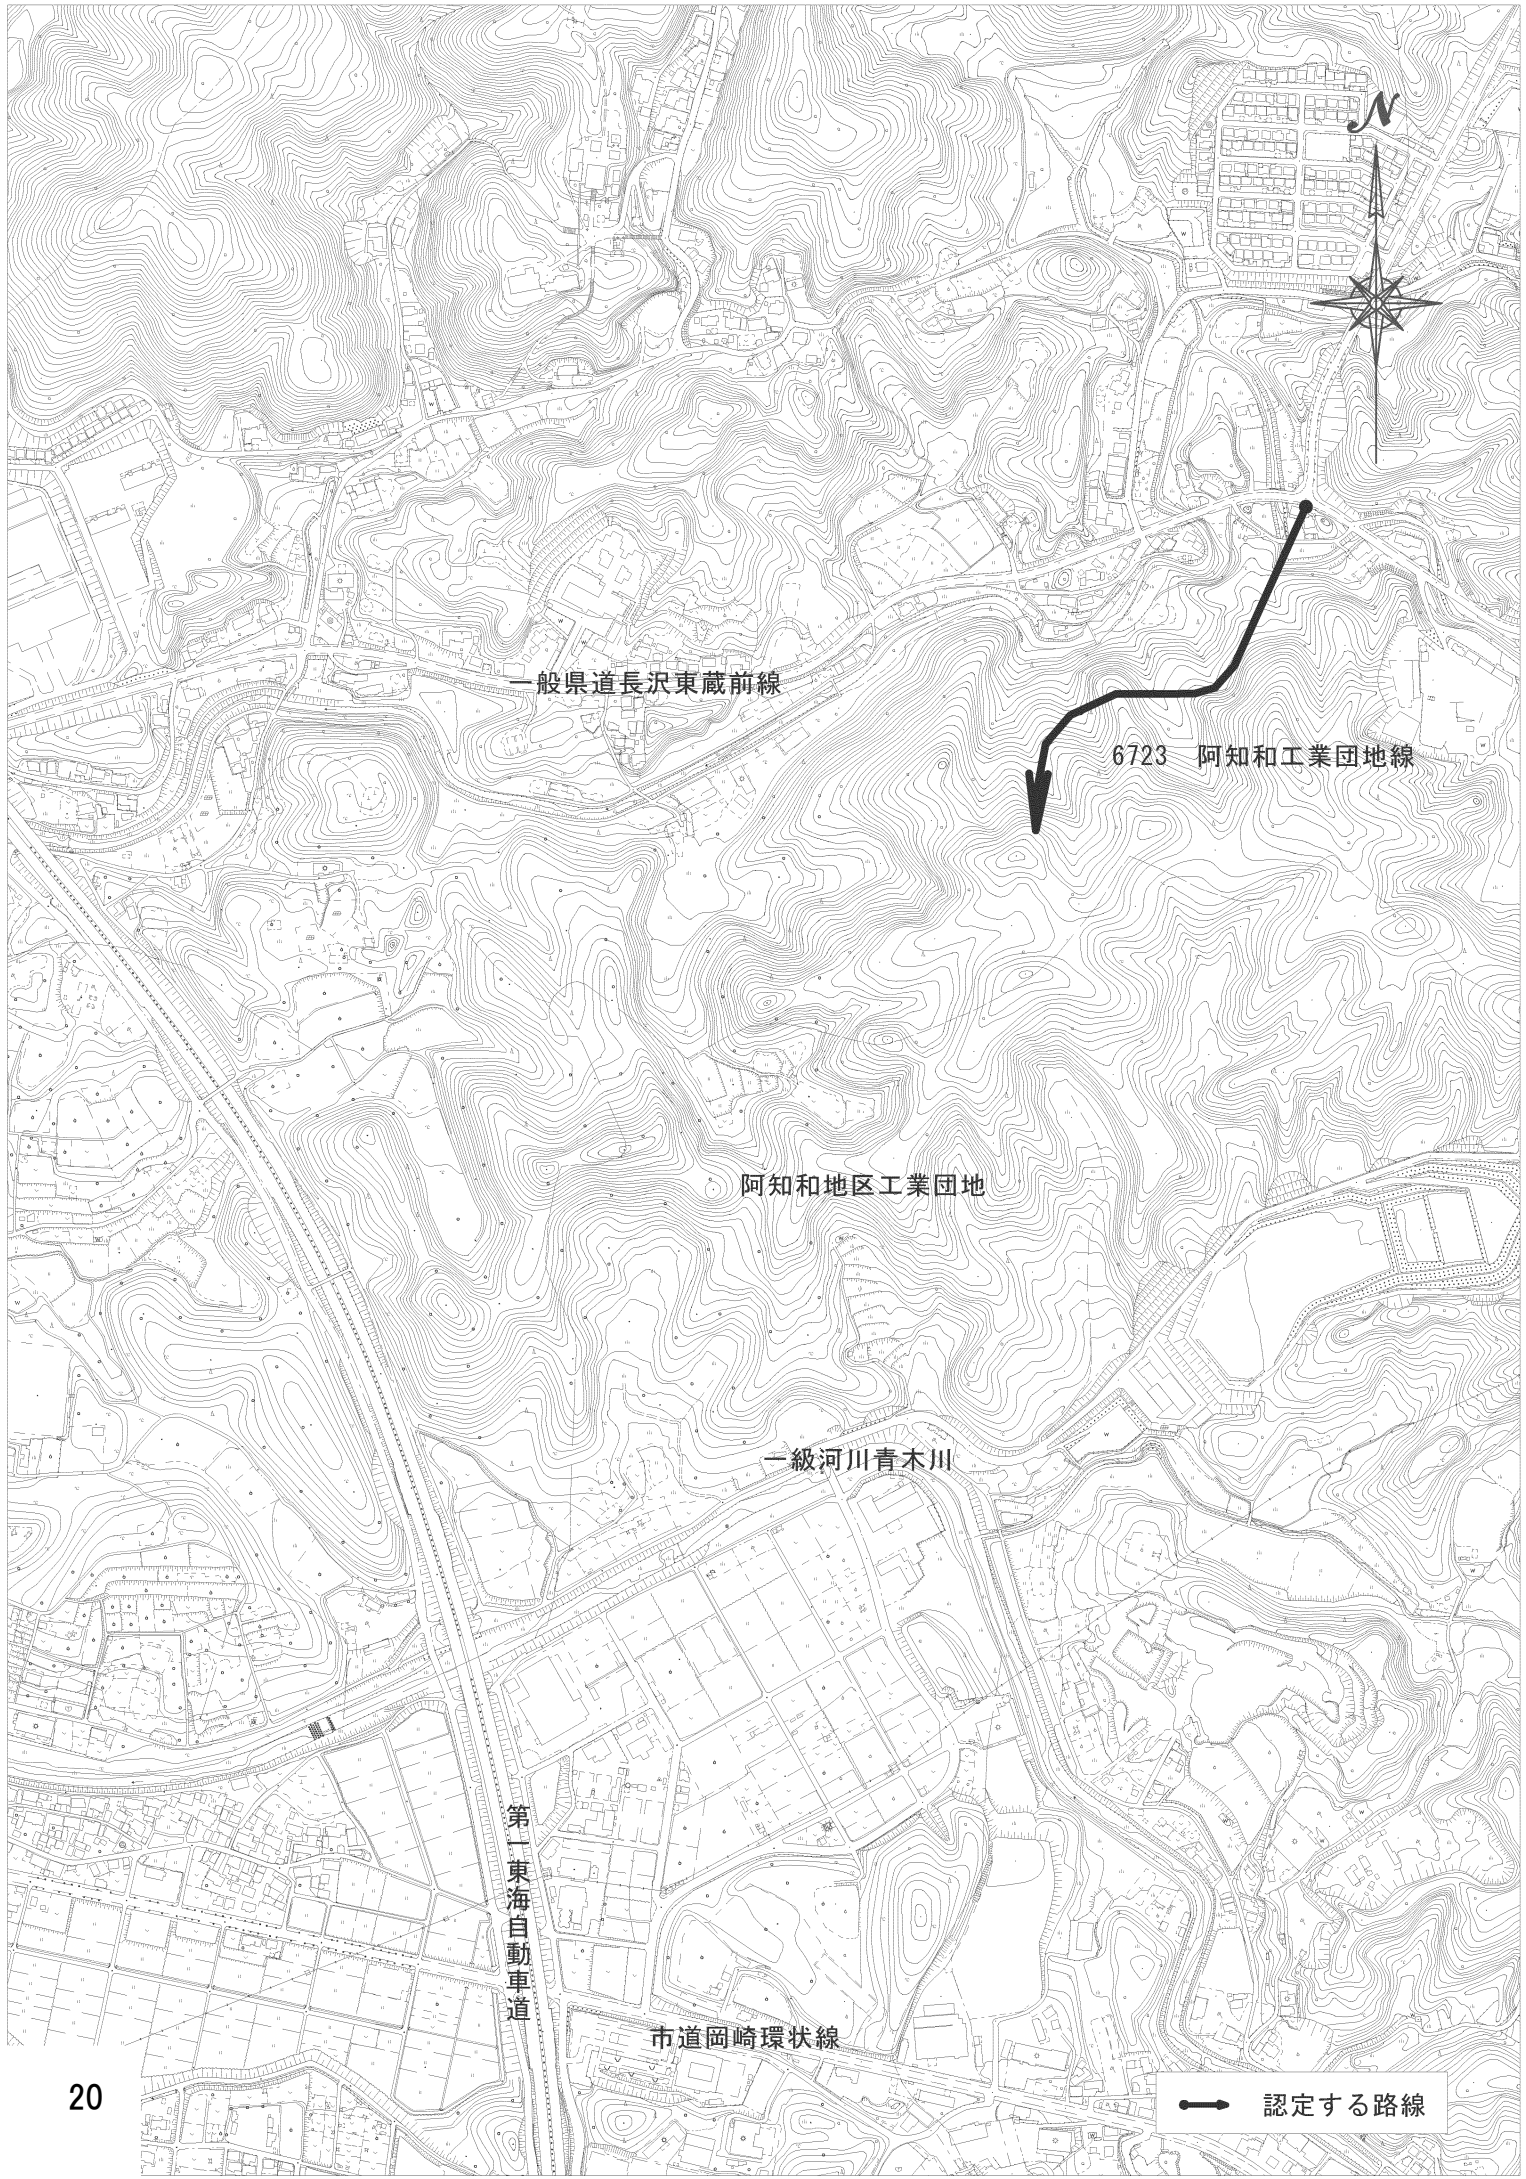 N
一般県道長沢東蔵前線
6723 阿知和工業団地線
阿知和地区工業団地
一級河川青木川
第一東海自動車道
市道岡崎環状線
20
認定する路線